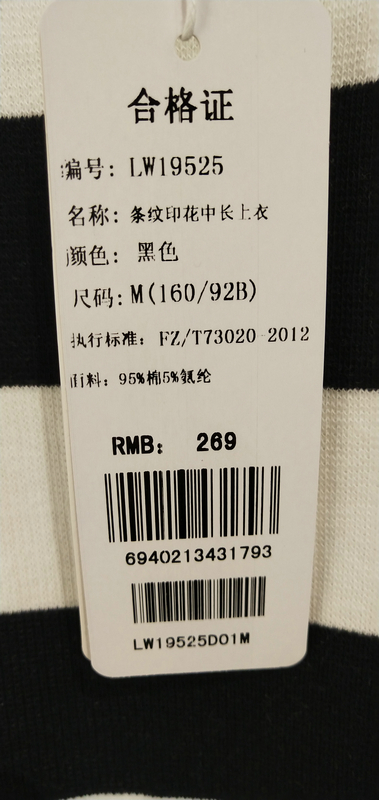 合格证
编号: LW19525
名称: 条纹印花中长上衣
颜色: 黑色
尺码: M(160/92B)
执行标准: FZ/T73020-2012
面料: 95%棉5%氨纶
RMB: 269
6940213431793
LW19525D01M